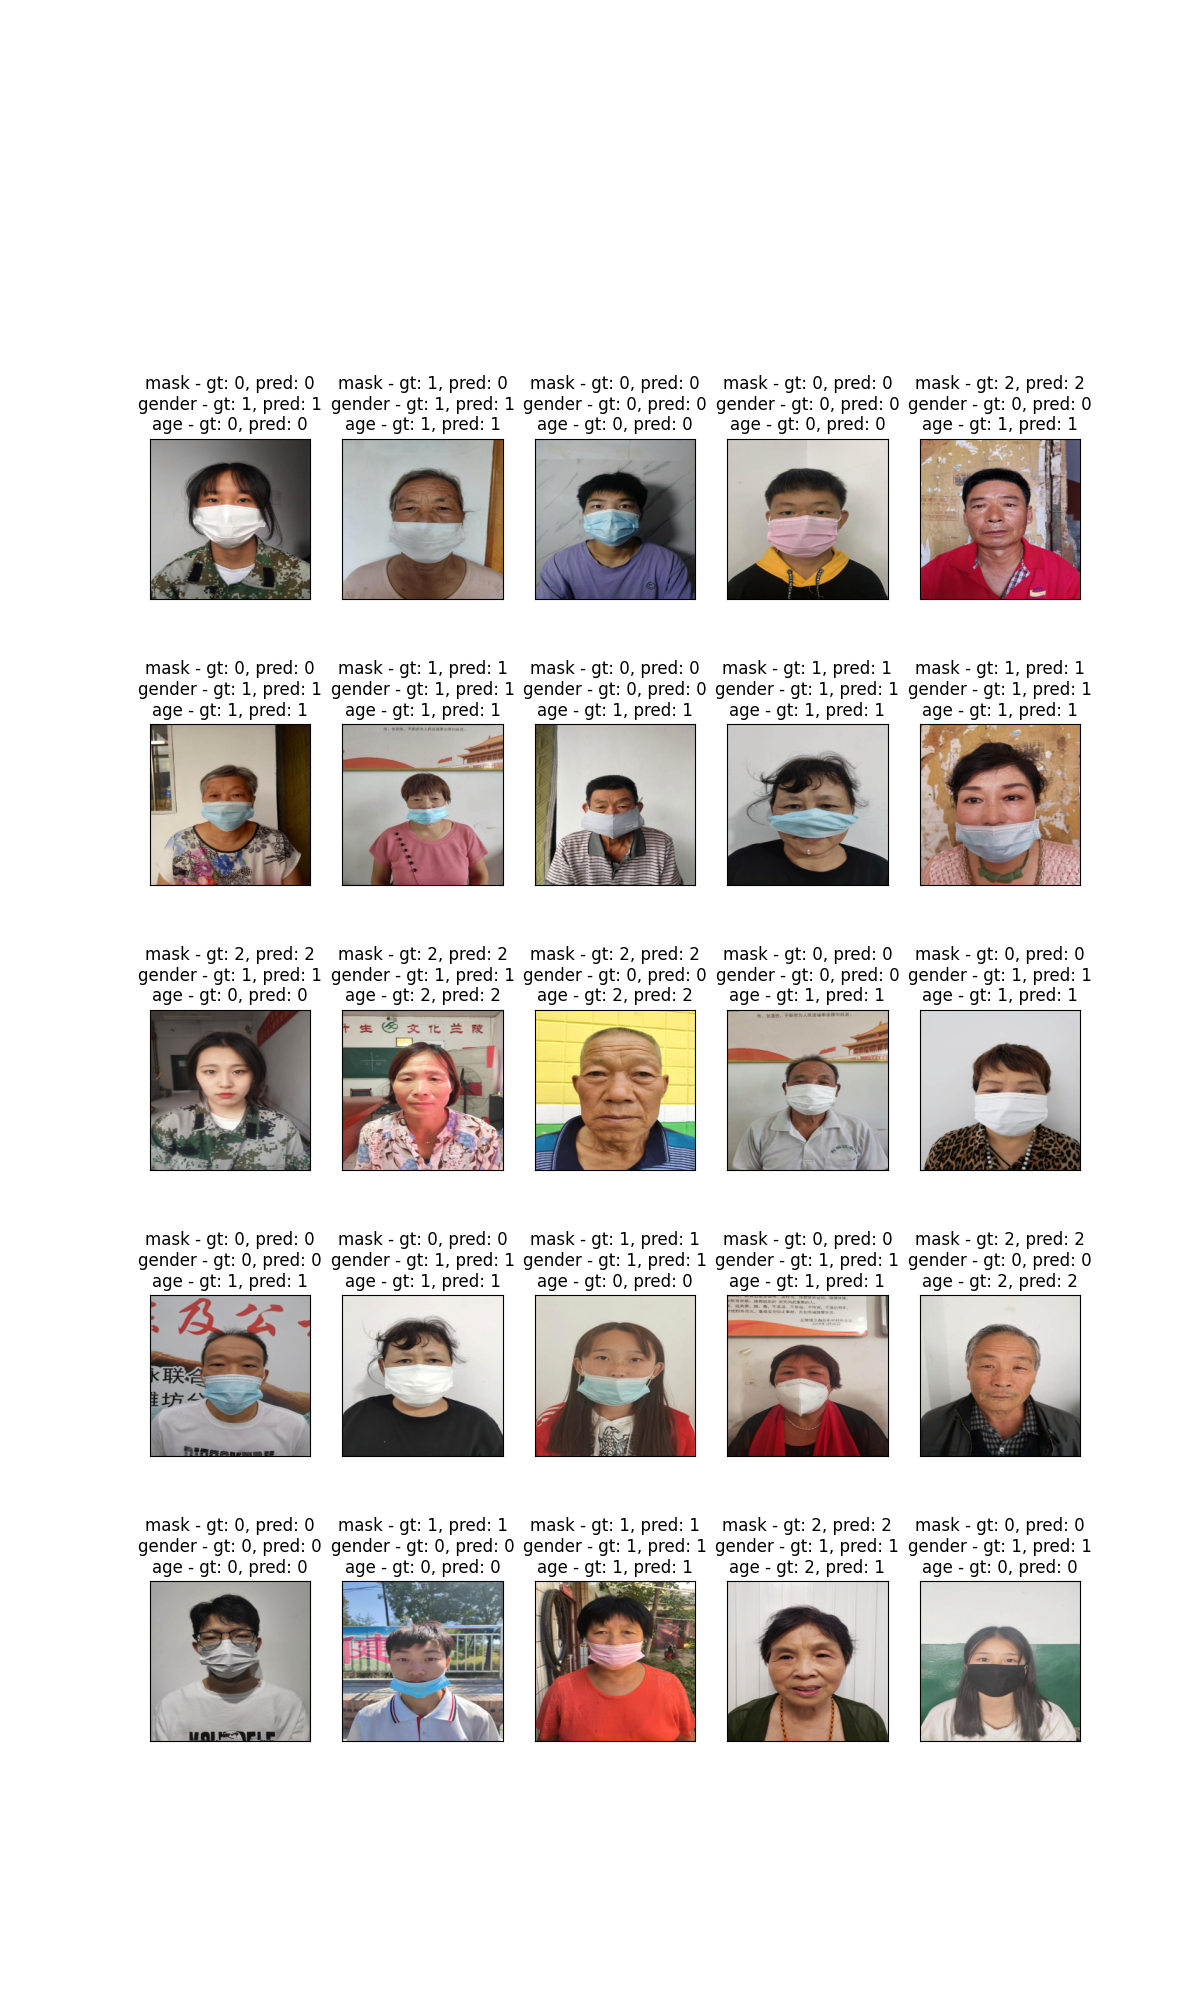 mask - gt: 0, pred: 0
gender - gt: 1, pred: 1
age - gt: 0, pred: 0
mask - gt: 1, pred: 0
gender - gt: 1, pred: 1
age - gt: 1, pred: 1
mask - gt: 0, pred: 0
gender - gt: 0, pred: 0
age - gt: 0, pred: 0
mask - gt: 0, pred: 0
gender - gt: 0, pred: 0
age - gt: 0, pred: 0
mask - gt: 2, pred: 2
gender - gt: 0, pred: 0
age - gt: 1, pred: 1
mask - gt: 0, pred: 0
gender - gt: 1, pred: 1
age - gt: 1, pred: 1
mask - gt: 1, pred: 1
gender - gt: 1, pred: 1
age - gt: 1, pred: 1
mask - gt: 0, pred: 0
gender - gt: 0, pred: 0
age - gt: 1, pred: 1
mask - gt: 1, pred: 1
gender - gt: 1, pred: 1
age - gt: 1, pred: 1
mask - gt: 1, pred: 1
gender - gt: 1, pred: 1
age - gt: 1, pred: 1
mask - gt: 2, pred: 2
gender - gt: 1, pred: 1
age - gt: 0, pred: 0
mask - gt: 2, pred: 2
gender - gt: 1, pred: 1
age - gt: 2, pred: 2
生 文化兰陵
mask - gt: 2, pred: 2
gender - gt: 0, pred: 0
age - gt: 2, pred: 2
mask - gt: 0, pred: 0
gender - gt: 0, pred: 0
age - gt: 1, pred: 1
mask - gt: 0, pred: 0
gender - gt: 1, pred: 1
age - gt: 1, pred: 1
mask - gt: 0, pred: 0
gender - gt: 0, pred: 0
age - gt: 1, pred: 1
及公
联合
坊
mask - gt: 0, pred: 0
gender - gt: 1, pred: 1
age - gt: 1, pred: 1
mask - gt: 1, pred: 1
gender - gt: 1, pred: 1
age - gt: 0, pred: 0
mask - gt: 0, pred: 0
gender - gt: 1, pred: 1
age - gt: 1, pred: 1
mask - gt: 2, pred: 2
gender - gt: 0, pred: 0
age - gt: 2, pred: 2
mask - gt: 0, pred: 0
gender - gt: 0, pred: 0
age - gt: 0, pred: 0
mask - gt: 1, pred: 1
gender - gt: 0, pred: 0
age - gt: 0, pred: 0
mask - gt: 1, pred: 1
gender - gt: 1, pred: 1
age - gt: 1, pred: 1
mask - gt: 2, pred: 2
gender - gt: 1, pred: 1
age - gt: 2, pred: 1
mask - gt: 0, pred: 0
gender - gt: 1, pred: 1
age - gt: 0, pred: 0